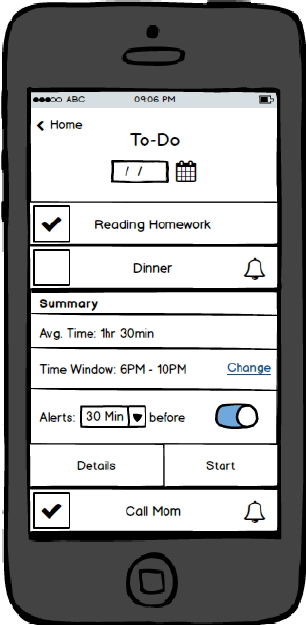 ABC 09:06 PM
Home
To-Do
/ /
Reading Homework
Dinner
Summary
Avg. Time: 1hr 30min
Time Window: 6PM - 10PM Change
Alerts: 30 Min before
Details Start
Call Mom